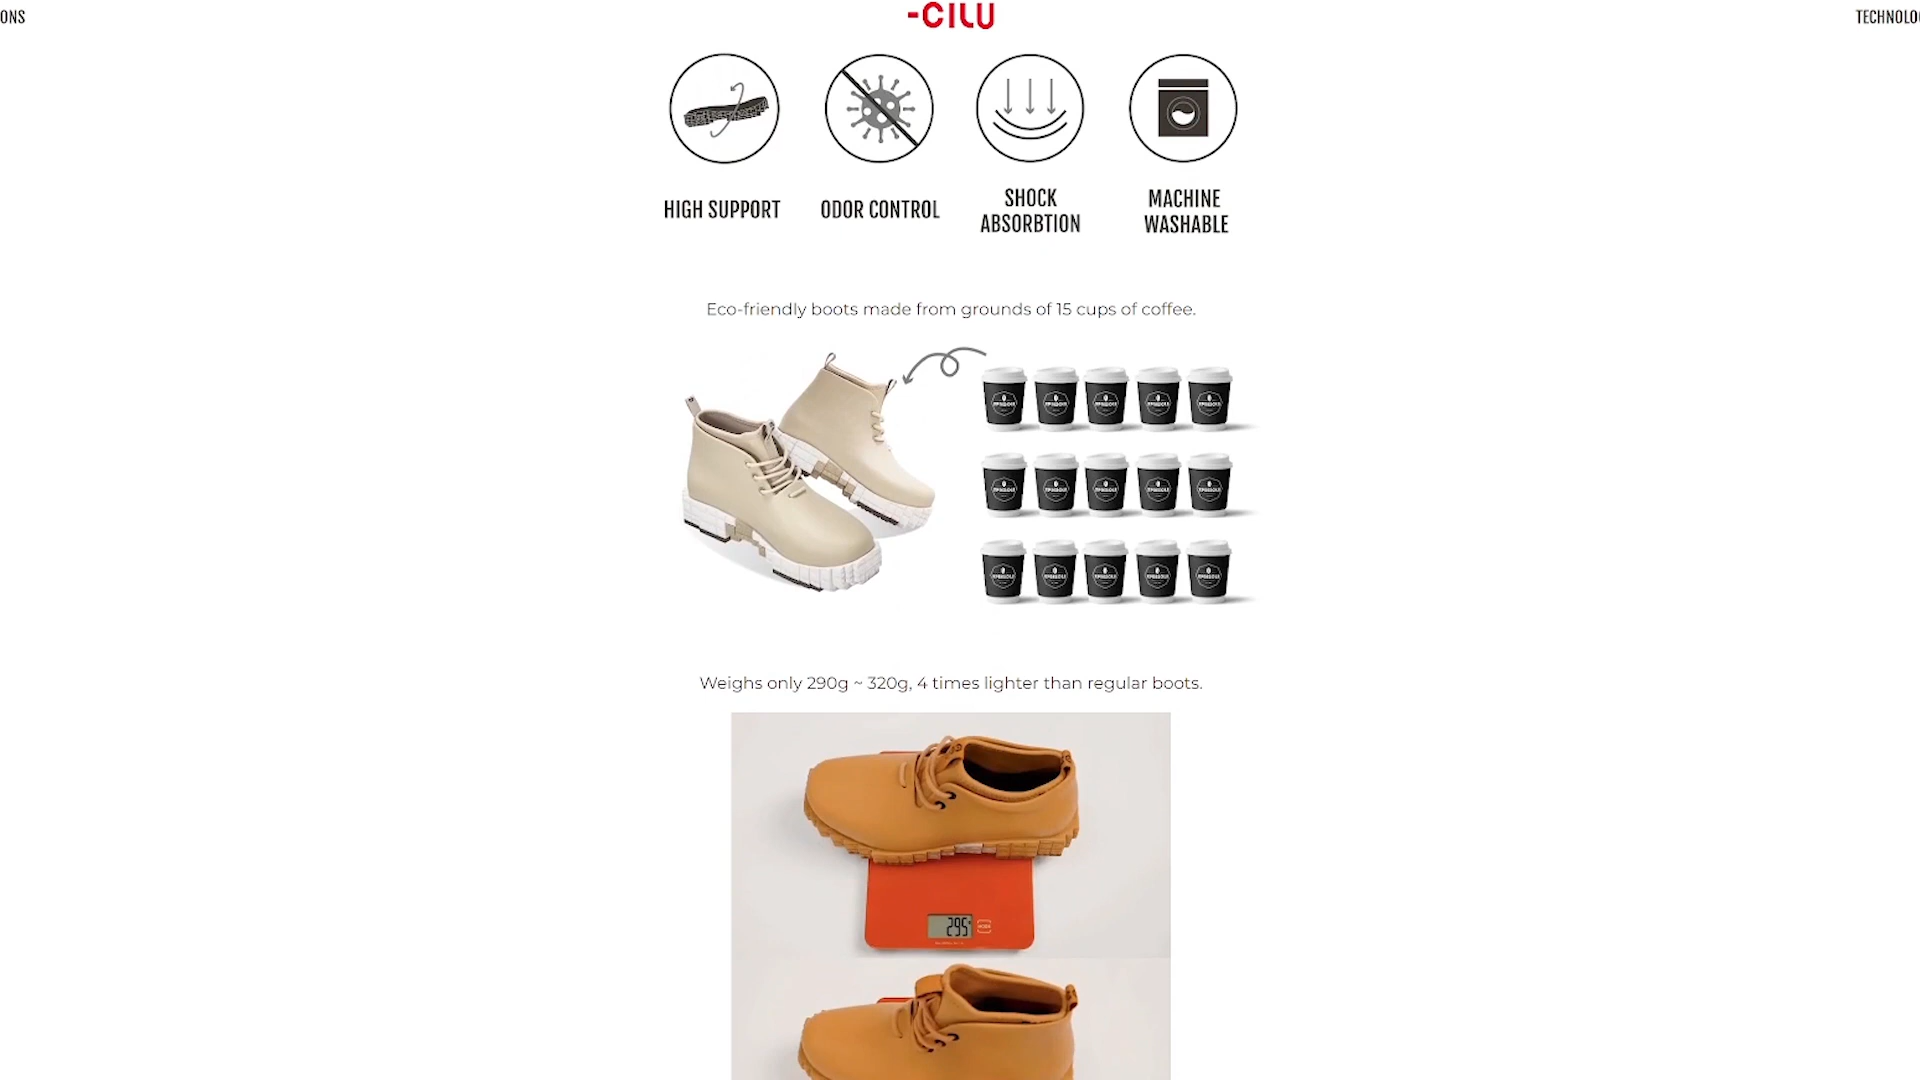 ONS
-CILU
TECHNOLO
HIGH SUPPORT
ODOR CONTROL
SHOCK
ABSORBTION
MACHINE
WASHABLE
Eco-friendly boots made from grounds of 15 cups of coffee.
Weighs only 290g ~ 320g, 4 times lighter than regular boots.
295